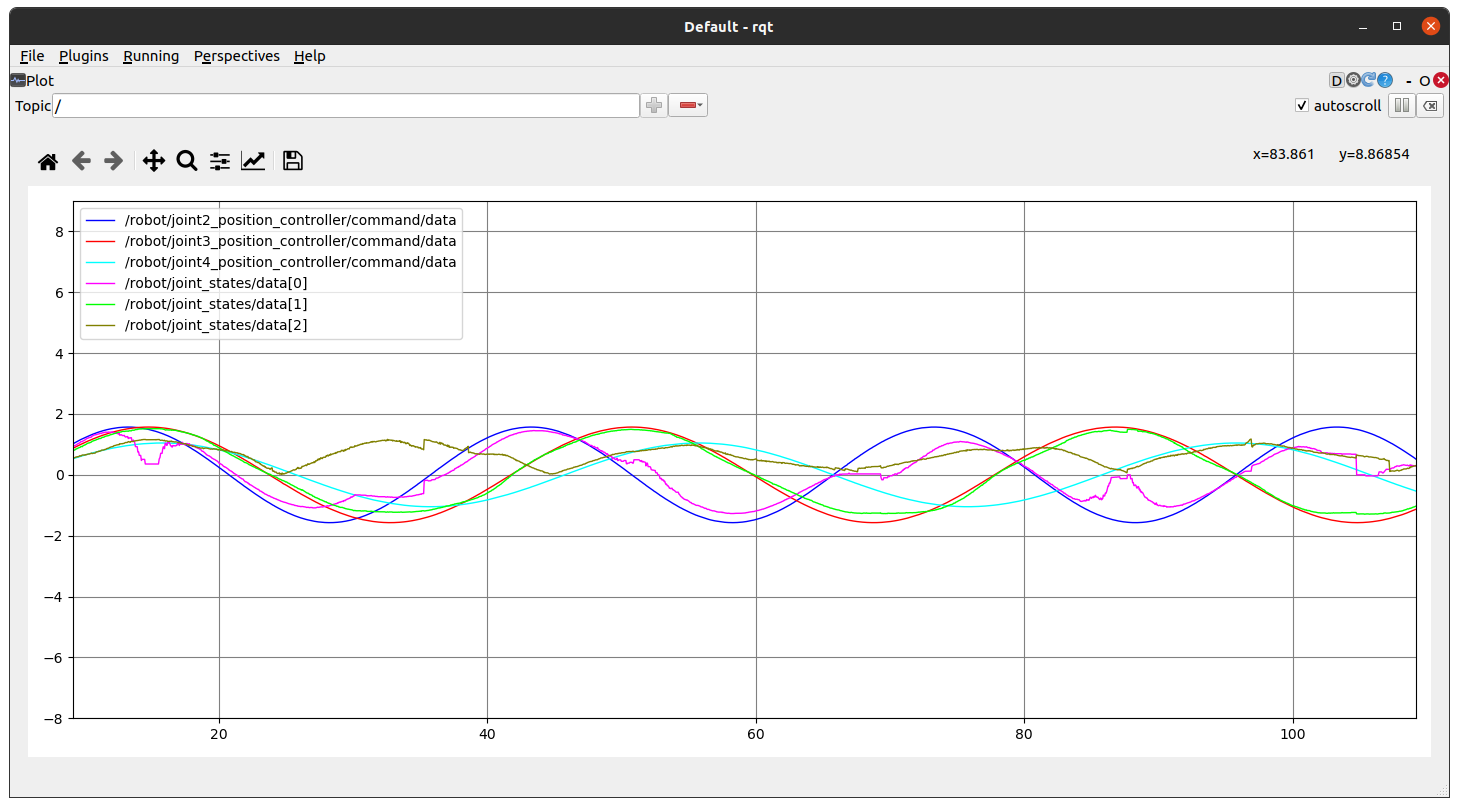 Default - rqt
File Plugins Running Perspectives Help
Plot D ? - O
Topic / autoscroll
x=83.861 y=8.86854
/robot/joint2_position_controller/command/data
/robot/joint3_position_controller/command/data
/robot/joint4_position_controller/command/data
/robot/joint_states/data[0]
/robot/joint_states/data[1]
/robot/joint_states/data[2]
8
6
4
2
0
−2
−4
−6
−8
20 40 60 80 100